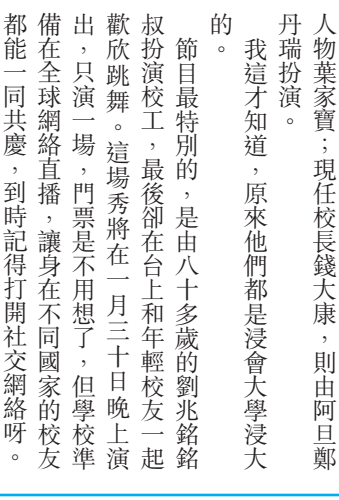 人物葉家寶；現任校長錢大康，則由阿旦鄭
丹瑞扮演。
我這才知道，原來他們都是浸會大學浸大
的。
節目最特別的，是由八十多歲的劉兆銘銘
叔扮演校工，最後卻在台上和年輕校友一起
歡欣跳舞。這場秀將在一月三十日晚上演
出，只演一場，門票是不用想了，但學校準
備在全球網絡直播，讓身在不同國家的校友
都能一同共慶，到時記得打開社交網絡呀。